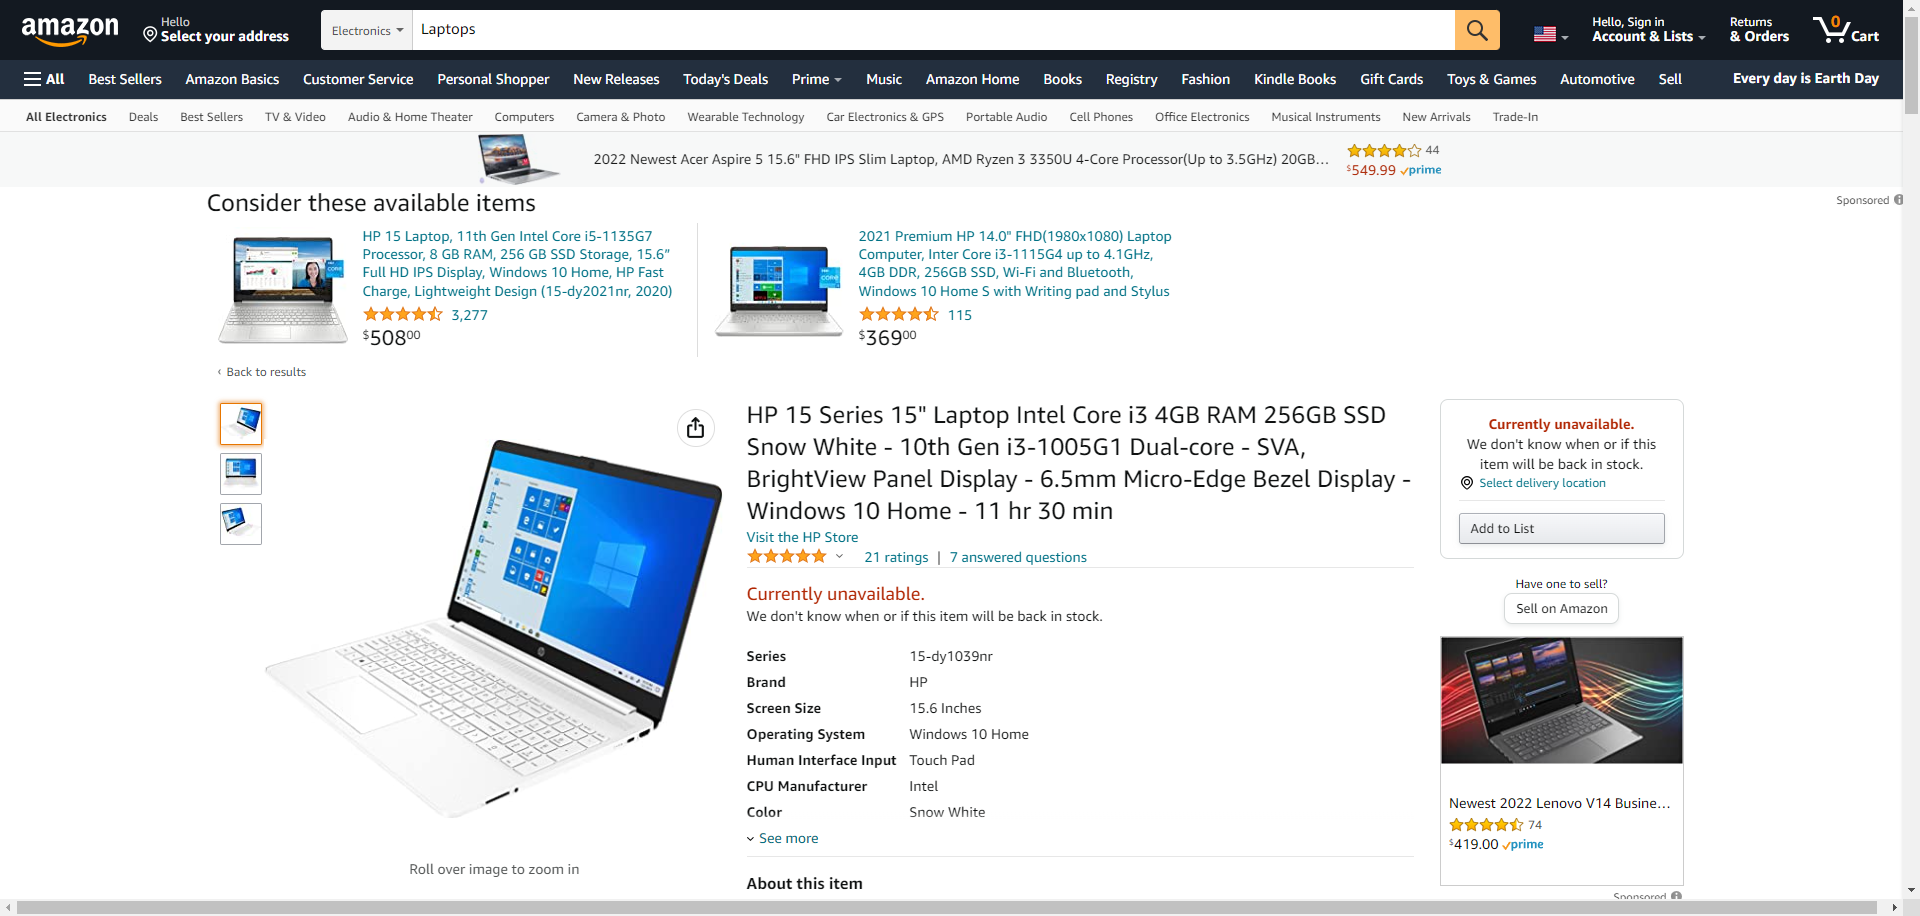 amazon
Hello
Select your address
Electronics
Laptops
Hello, Sign in
Account & Lists
Returns
& Orders
0
Cart
All
Best Sellers
Amazon Basics
Customer Service
Personal Shopper
New Releases
Today's Deals
Prime
Music
Amazon Home
Books
Registry
Fashion
Kindle Books
Gift Cards
Toys & Games
Automotive
Sell
Every day is Earth Day
All Electronics
Deals
Best Sellers
TV & Video
Audio & Home Theater
Computers
Camera & Photo
Wearable Technology
Car Electronics & GPS
Portable Audio
Cell Phones
Office Electronics
Musical Instruments
New Arrivals
Trade-In
2022 Newest Acer Aspire 5 15.6" FHD IPS Slim Laptop, AMD Ryzen 3 3350U 4-Core Processor(Up to 3.5GHz) 20GB...
44
$549.99 prime
Sponsored
Consider these available items
HP 15 Laptop, 11th Gen Intel Core i5-1135G7
Processor, 8 GB RAM, 256 GB SSD Storage, 15.6”
Full HD IPS Display, Windows 10 Home, HP Fast
Charge, Lightweight Design (15-dy2021nr, 2020)
3,277
$50800
2021 Premium HP 14.0" FHD(1980x1080) Laptop
Computer, Inter Core i3-1115G4 up to 4.1GHz,
4GB DDR, 256GB SSD, Wi-Fi and Bluetooth,
Windows 10 Home S with Writing pad and Stylus
115
$36900
‹ Back to results
HP 15 Series 15" Laptop Intel Core i3 4GB RAM 256GB SSD
Snow White - 10th Gen i3-1005G1 Dual-core - SVA,
BrightView Panel Display - 6.5mm Micro-Edge Bezel Display -
Windows 10 Home - 11 hr 30 min
Visit the HP Store
21 ratings | 7 answered questions
Currently unavailable.
We don't know when or if this item will be back in stock.
Series 15-dy1039nr
Brand HP
Screen Size 15.6 Inches
Operating System Windows 10 Home
Human Interface Input Touch Pad
CPU Manufacturer Intel
Color Snow White
See more
About this item
Roll over image to zoom in
Currently unavailable.
We don't know when or if this
item will be back in stock.
Select delivery location
Add to List
Have one to sell?
Sell on Amazon
Newest 2022 Lenovo V14 Busine...
74
$419.00 prime
Sponsored